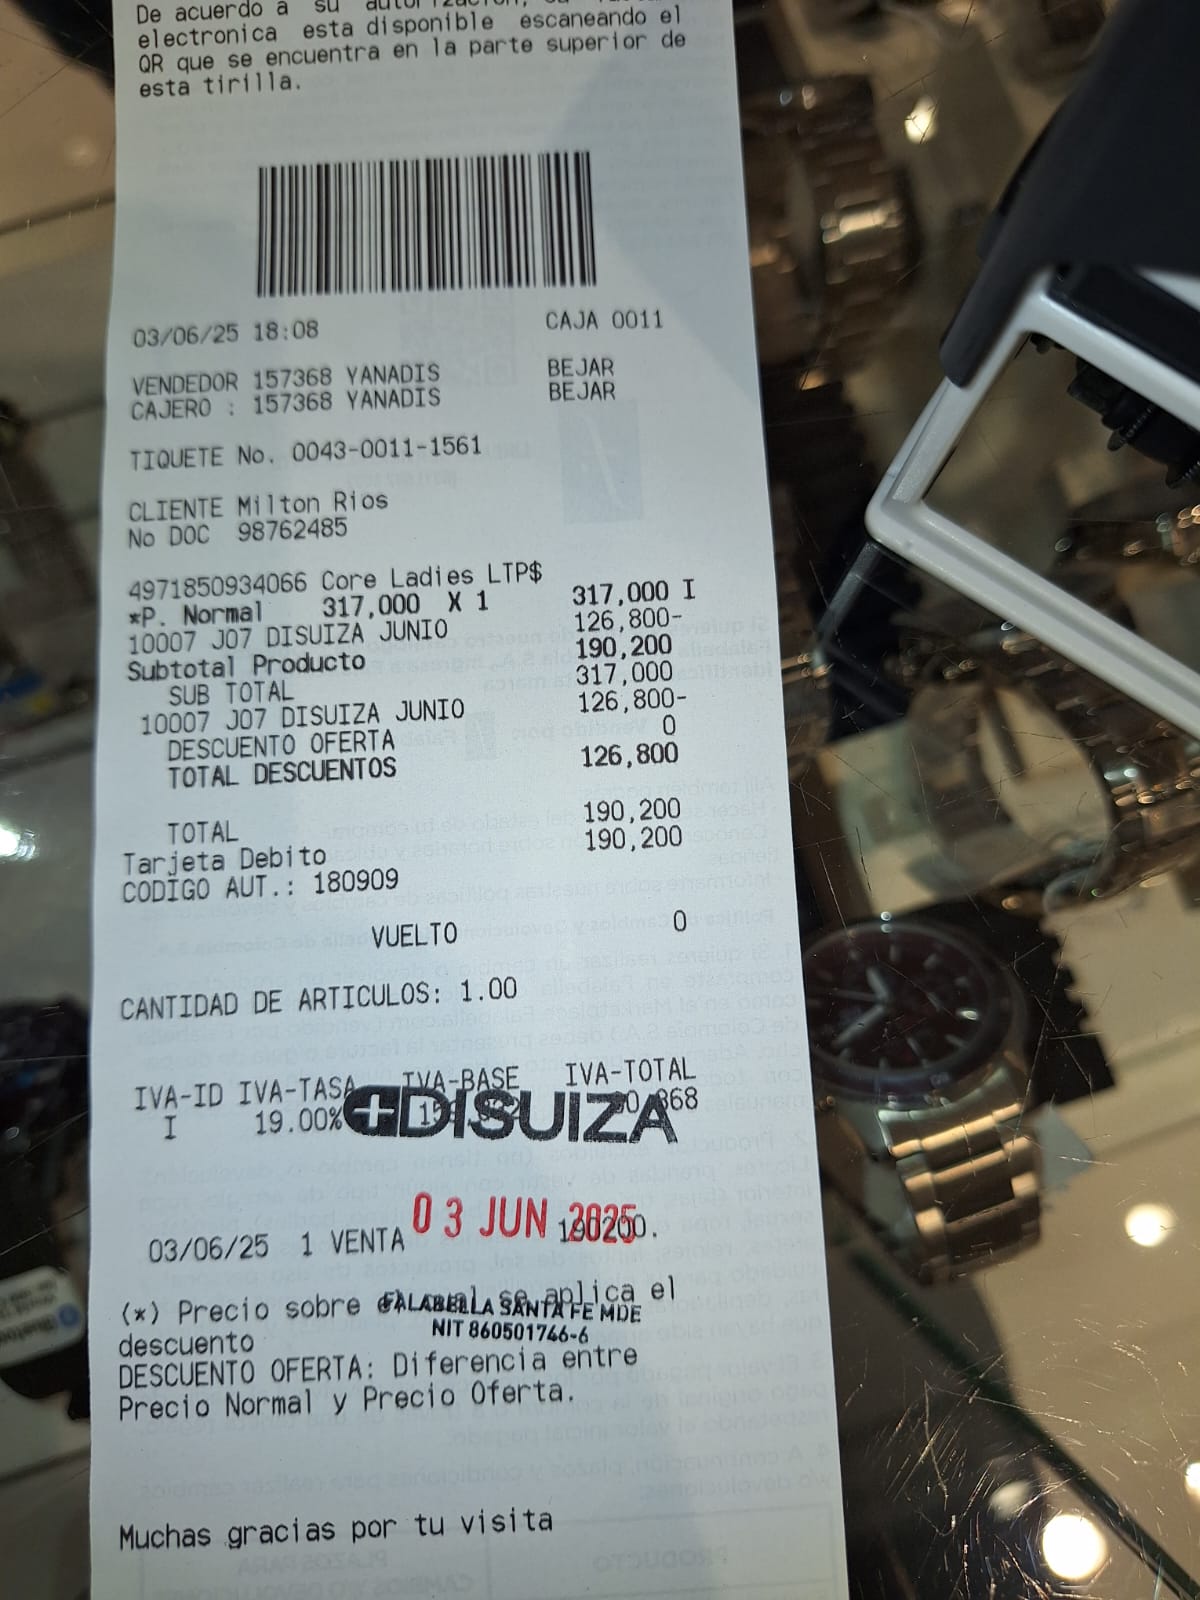 De acuerdo a su
electronica esta disponible escaneando el
QR que se encuentra en la parte superior de
esta tirilla.
03/06/25 18:08 CAJA 0011
VENDEDOR 157368 YANADIS BEJAR
CAJERO : 157368 YANADIS BEJAR
TIQUETE No. 0043-0011-1561
CLIENTE Milton Rios
No DOC 98762485
4971850934066 Core Ladies LTP$
*P. Normal 317,000 X 1 317,000 I
10007 J07 DISUIZA JUNIO 126,800-
Subtotal Producto 190,200
SUB TOTAL 317,000
10007 J07 DISUIZA JUNIO 126,800-
DESCUENTO OFERTA 0
TOTAL DESCUENTOS 126,800
TOTAL 190,200
Tarjeta Debito 190,200
CODIGO AUT.: 180909
VUELTO 0
CANTIDAD DE ARTICULOS: 1.00
IVA-ID IVA-TASA IVA-BASE IVA-TOTAL
I 19.00%
DISUIZA
03 JUN 2025
03/06/25 1 VENTA 190200.
(*) Precio sobre el cual se aplica el
FALABELLA SANTA FE MDE
NIT 860501746-6
descuento
DESCUENTO OFERTA: Diferencia entre
Precio Normal y Precio Oferta.
Muchas gracias por tu visita